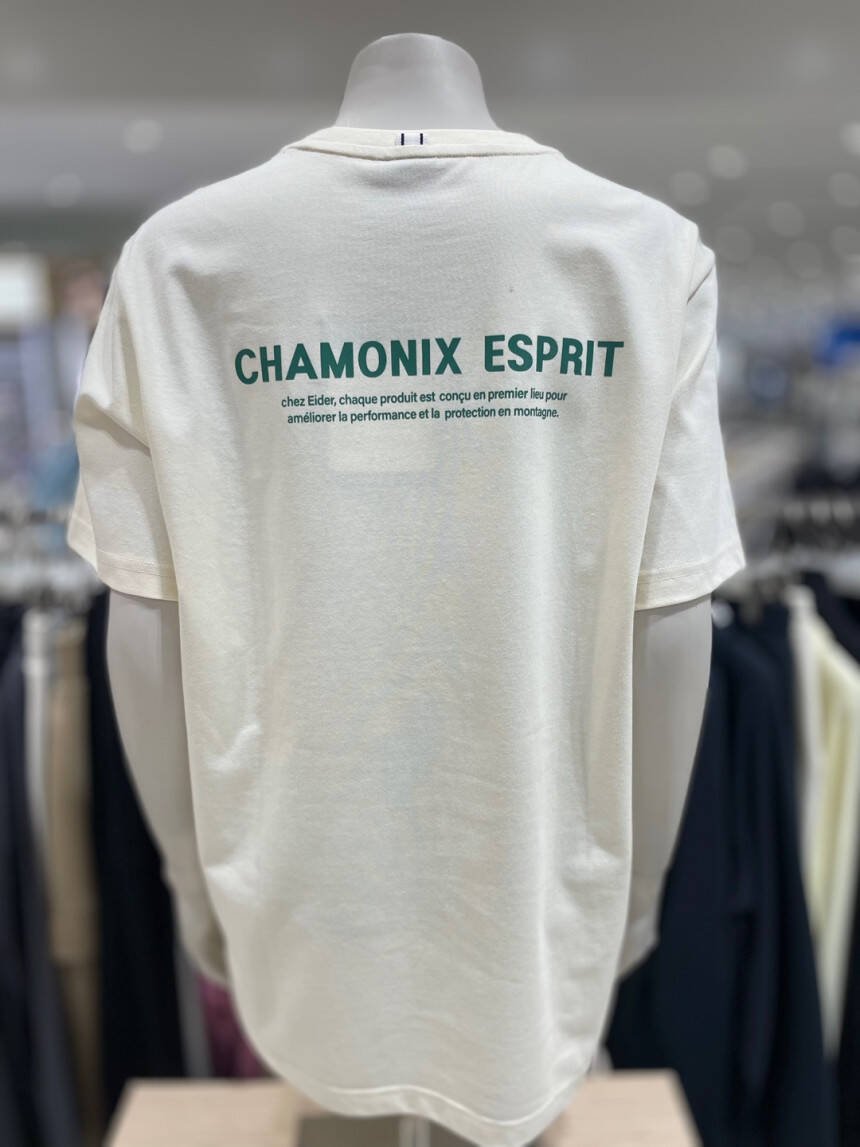 CHAMONIX ESPRIT
chez Eider, chaque produit est conçu en premier lieu pour
améliorer la performance et la protection en montagne.